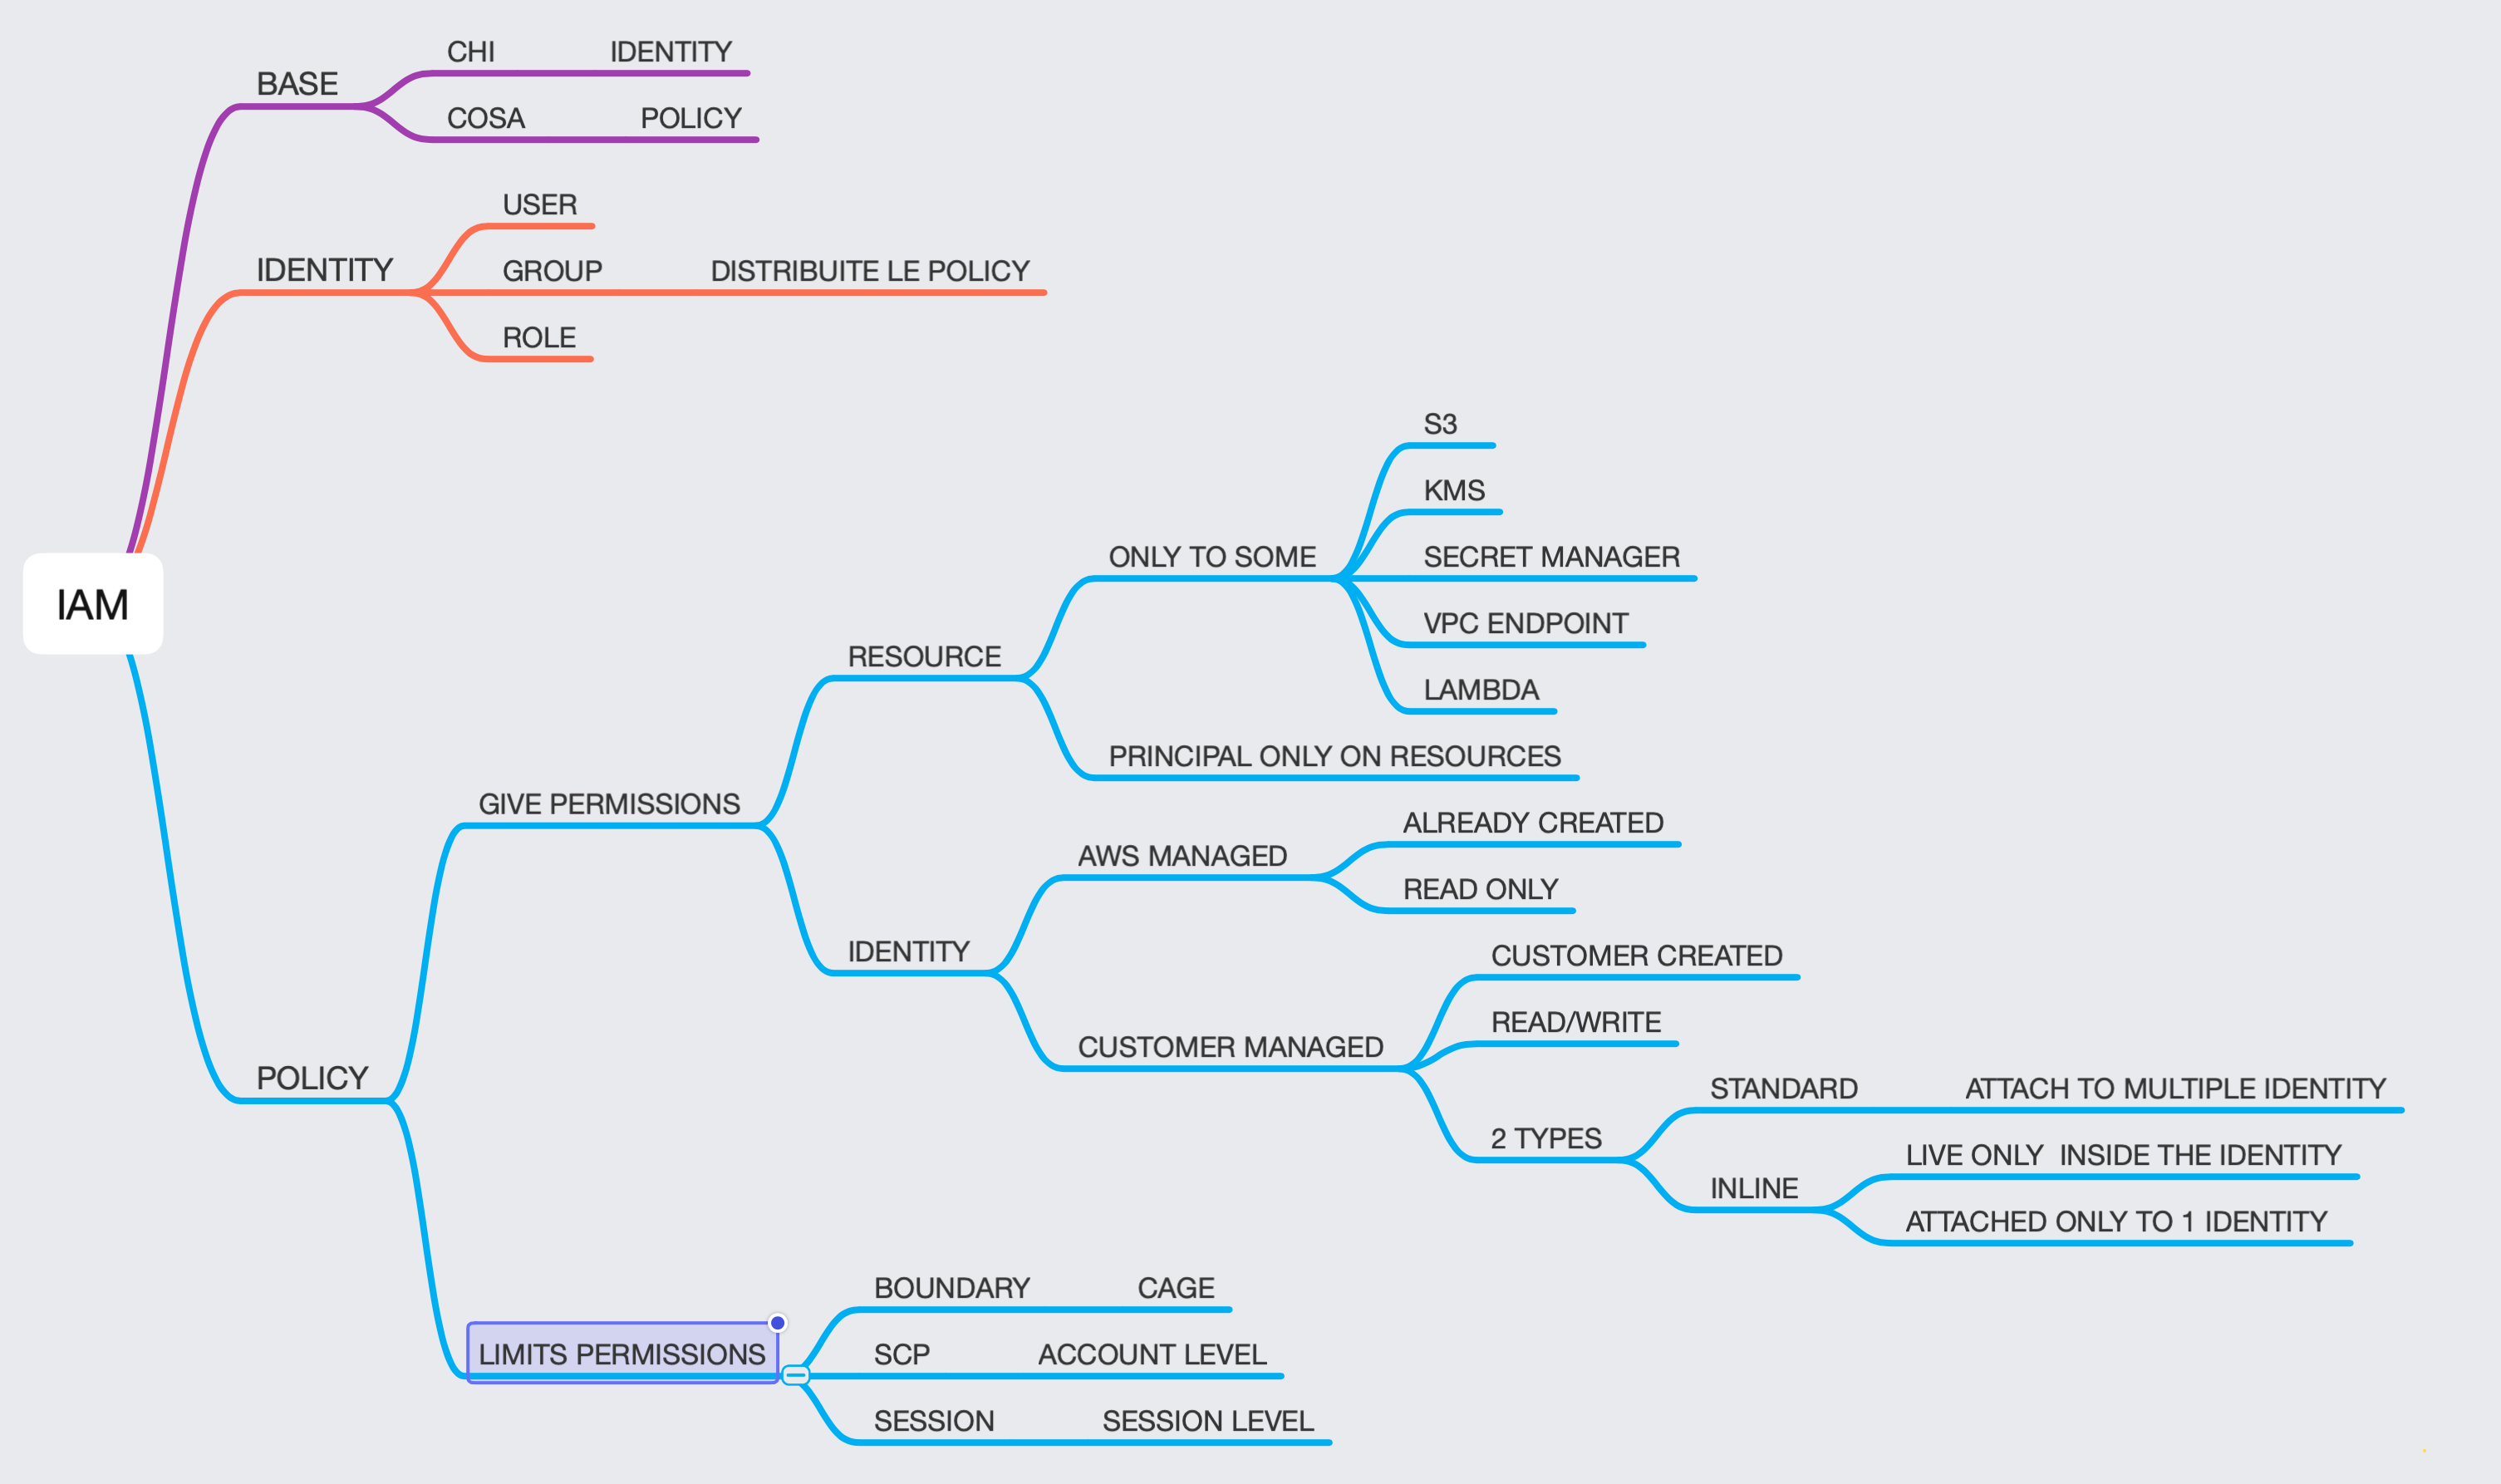 IAM
BASE
CHI IDENTITY
COSA POLICY
IDENTITY
USER
GROUP DISTRIBUITE LE POLICY
ROLE
POLICY
GIVE PERMISSIONS
RESOURCE
ONLY TO SOME
S3
KMS
SECRET MANAGER
VPC ENDPOINT
LAMBDA
PRINCIPAL ONLY ON RESOURCES
IDENTITY
AWS MANAGED
ALREADY CREATED
READ ONLY
CUSTOMER MANAGED
CUSTOMER CREATED
READ/WRITE
2 TYPES
STANDARD ATTACH TO MULTIPLE IDENTITY
INLINE
LIVE ONLY INSIDE THE IDENTITY
ATTACHED ONLY TO 1 IDENTITY
LIMITS PERMISSIONS
BOUNDARY CAGE
SCP ACCOUNT LEVEL
SESSION SESSION LEVEL